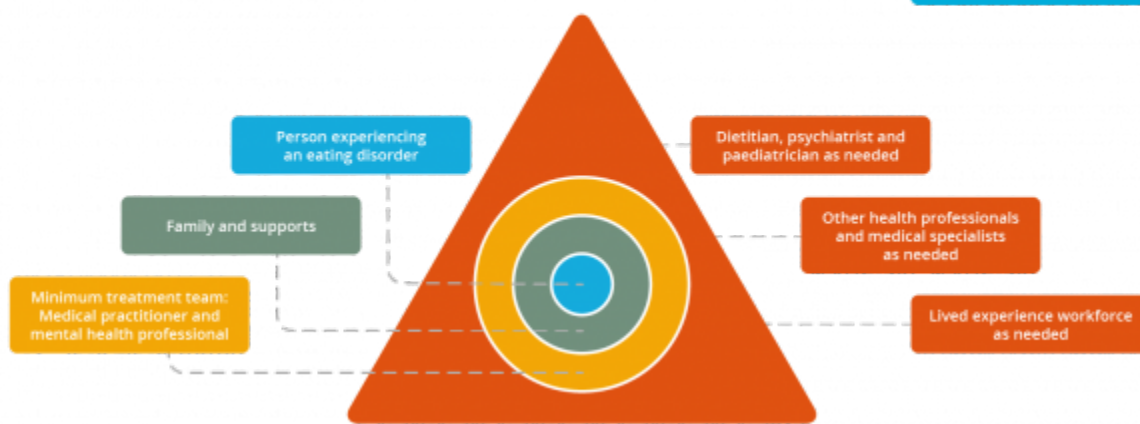 Person experiencing
an eating disorder
Family and supports
Minimum treatment team:
Medical practitioner and
mental health professional
Dietitian, psychiatrist and
paediatrician as needed
Other health professionals
and medical specialists
as needed
Lived experience workforce
as needed